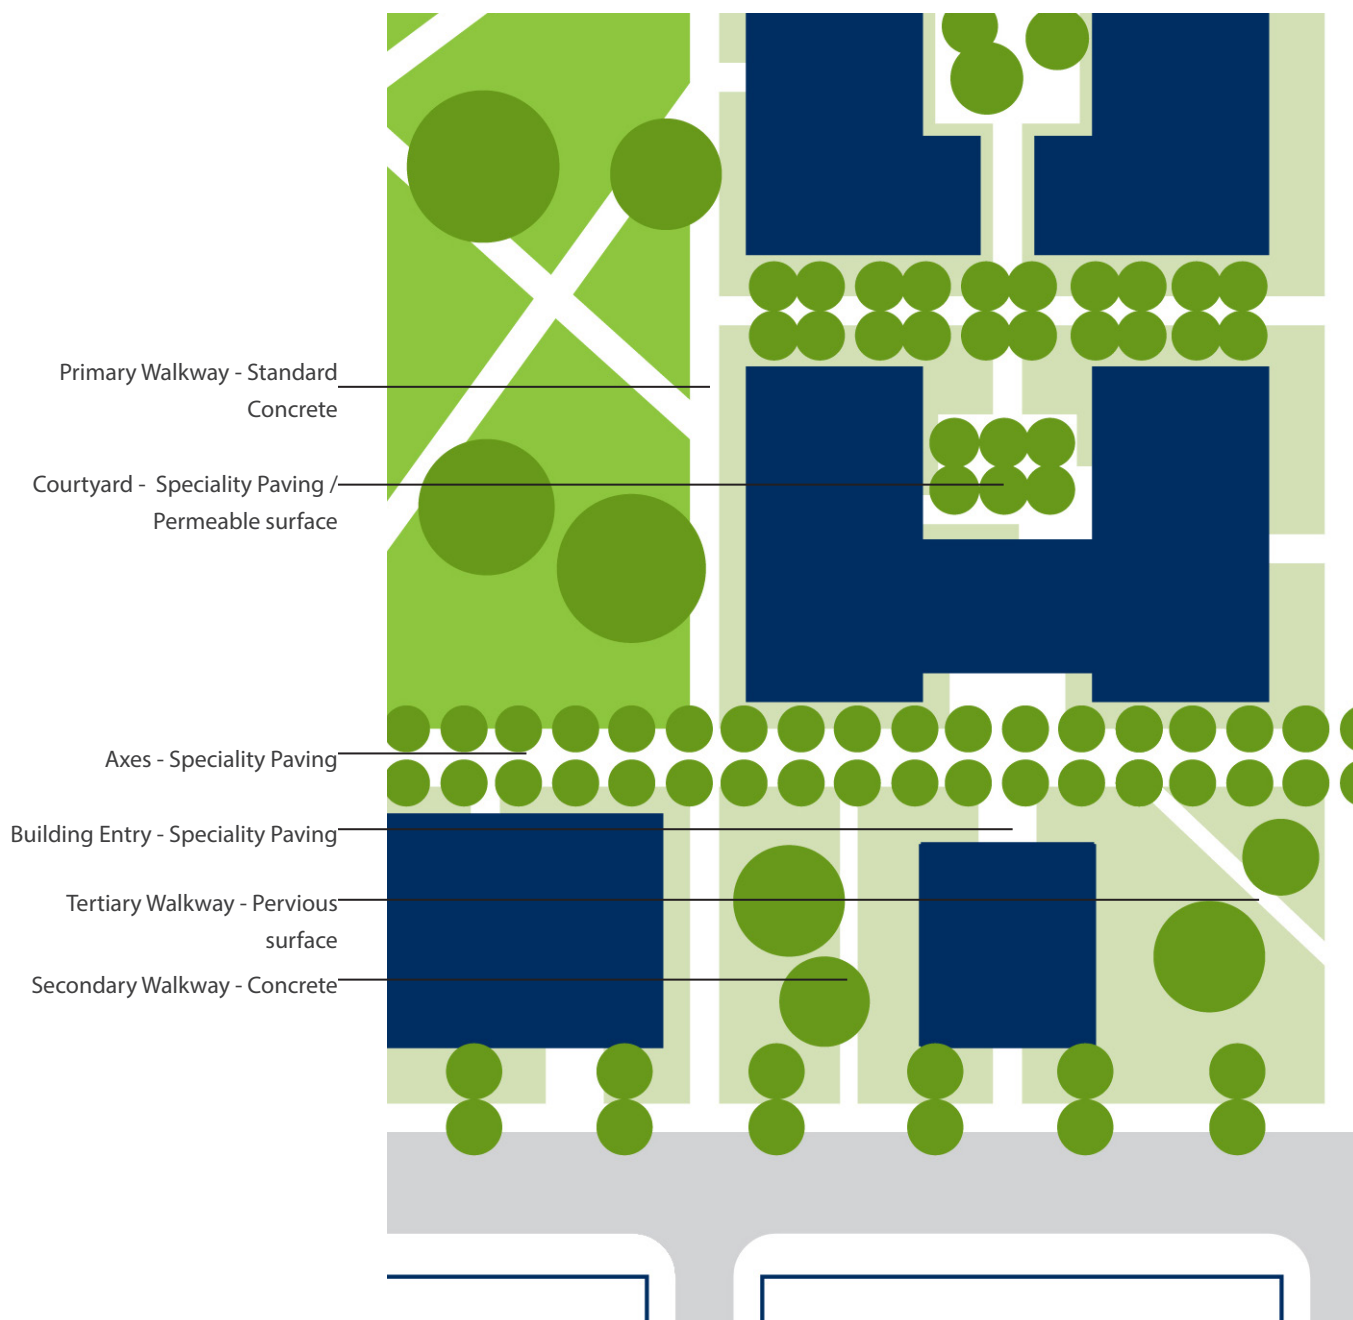 Primary Walkway - Standard
Concrete
Courtyard -  Speciality Paving /
Permeable surface
Axes - Speciality Paving
Building Entry - Speciality Paving
Tertiary Walkway - Pervious
surface
Secondary Walkway - Concrete